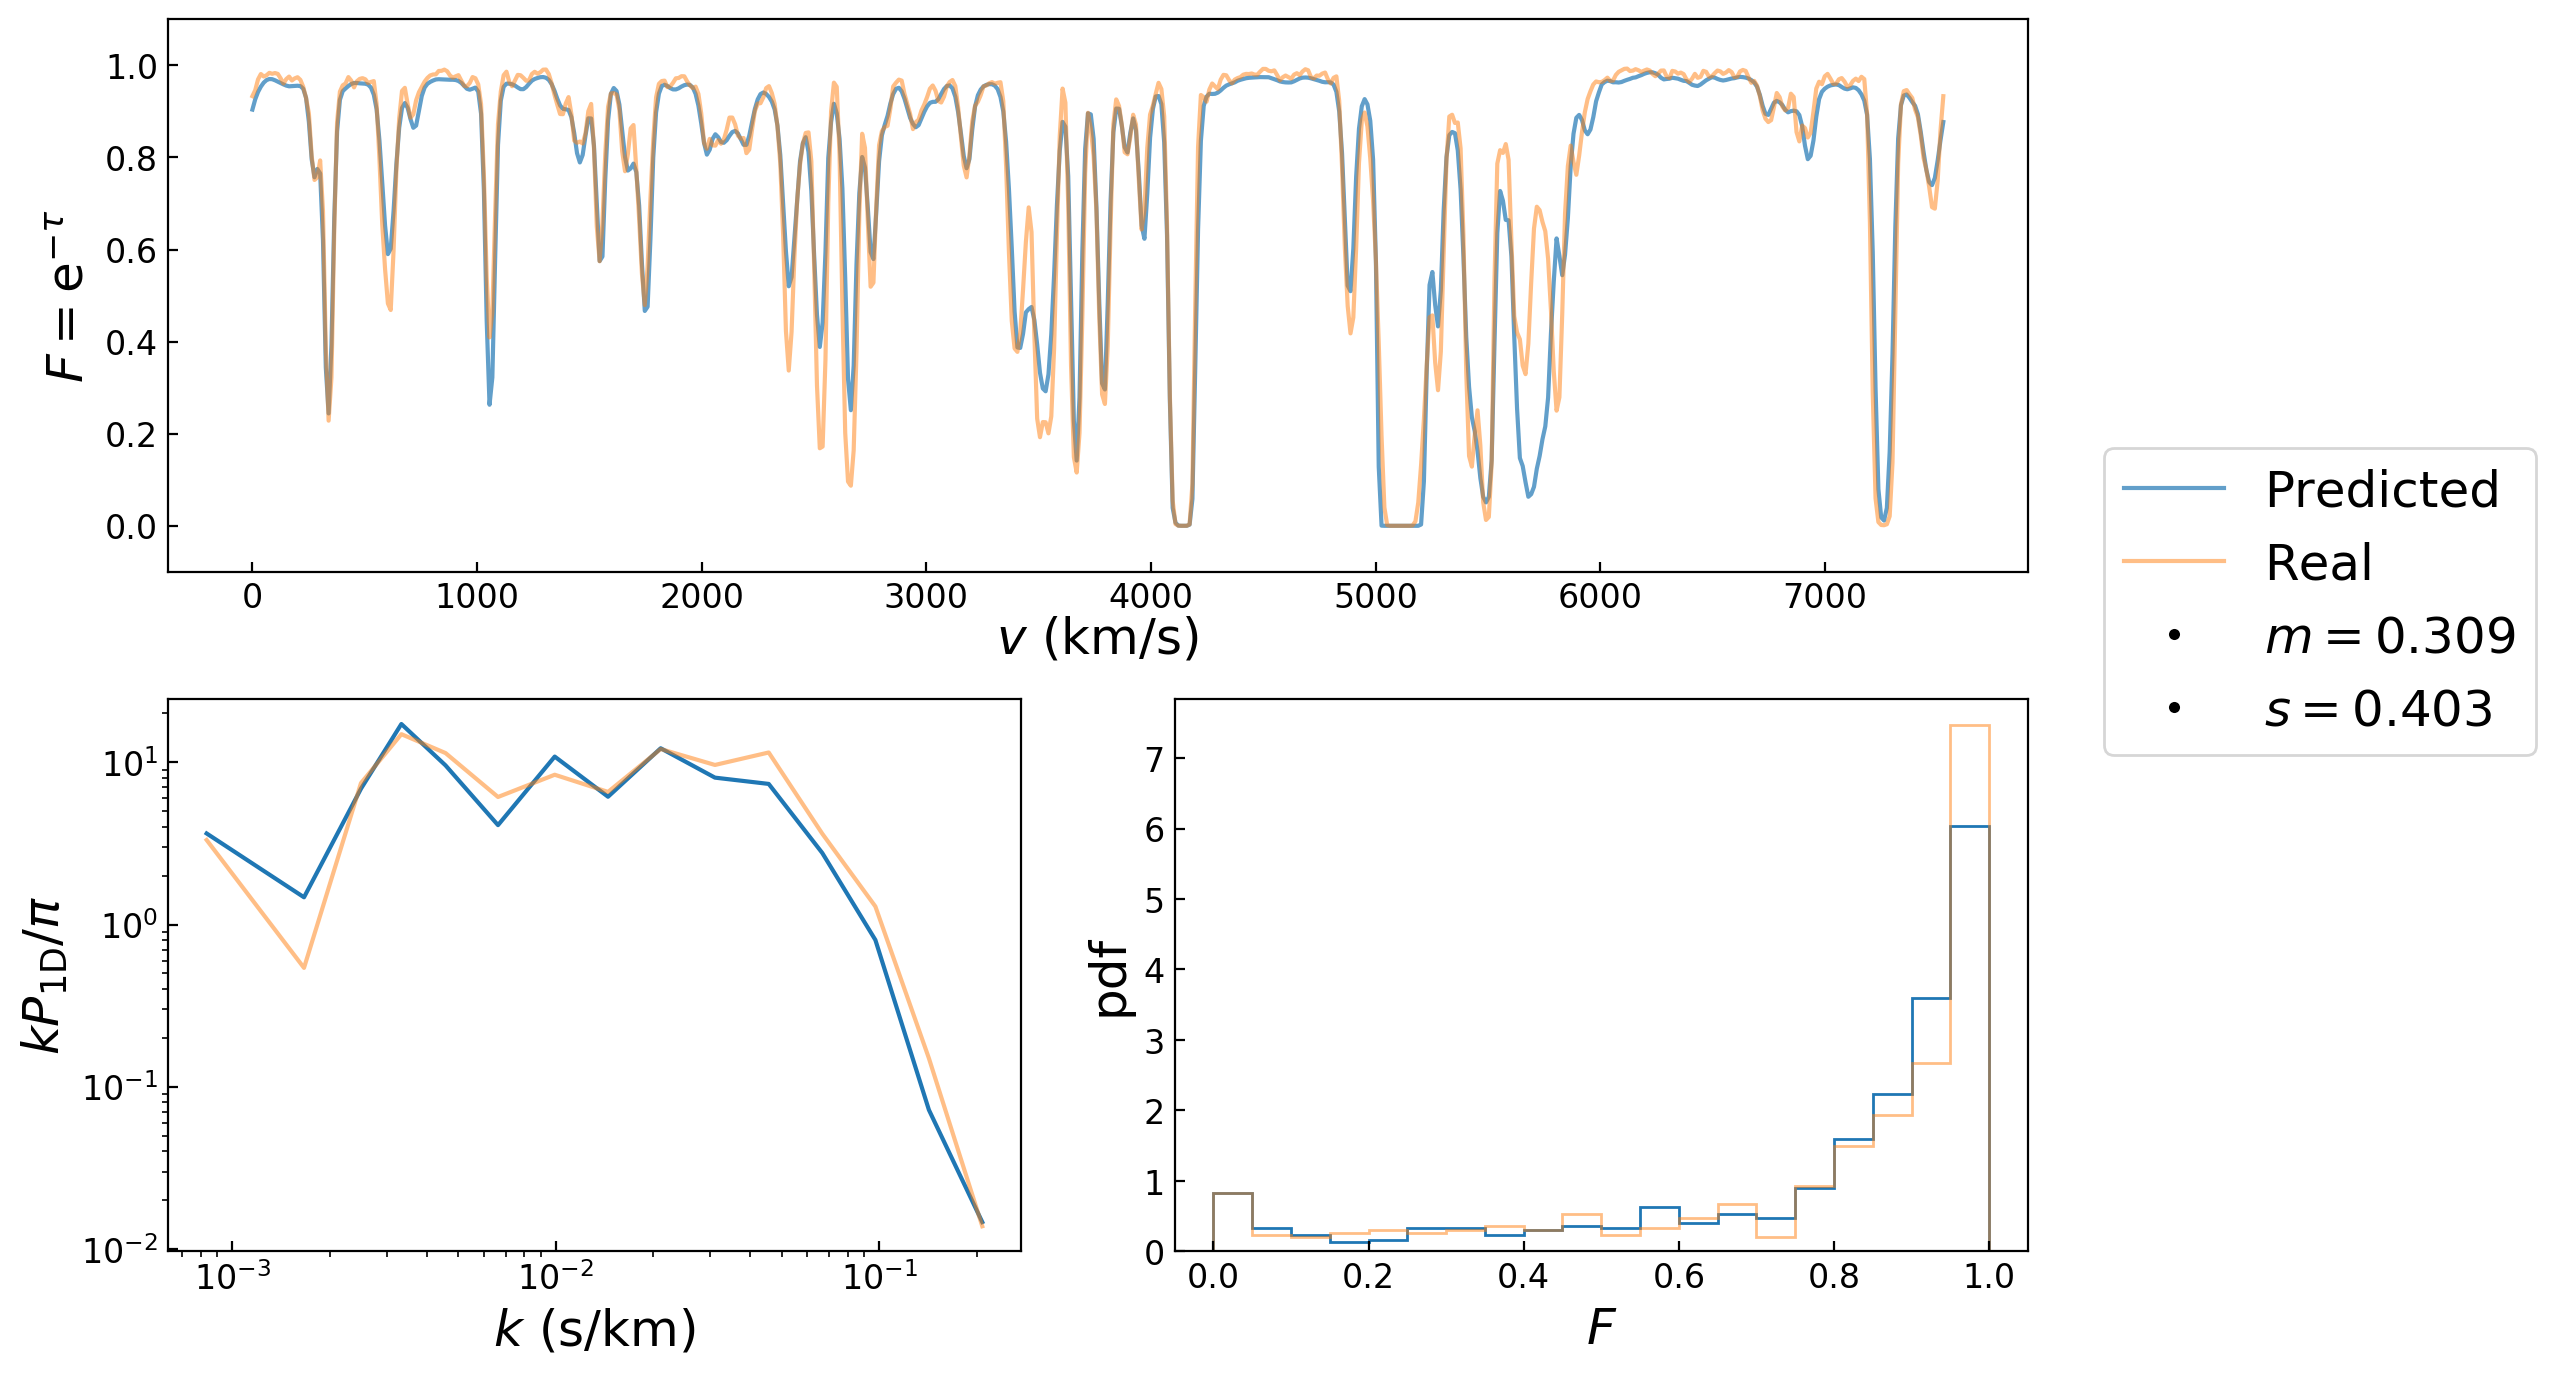 1.0
0.8
0.6
0.4
0.2
0.0
F = e^{−τ}
0 1000 2000 3000 4000 5000 6000 7000
v (km/s)
Predicted
Real
m = 0.309
s = 0.403
10^1
10^0
10^{−1}
10^{−2}
kP_{1D}/π
10^{−3} 10^{−2} 10^{−1}
k (s/km)
7
6
5
4
3
2
1
0
pdf
0.0 0.2 0.4 0.6 0.8 1.0
F